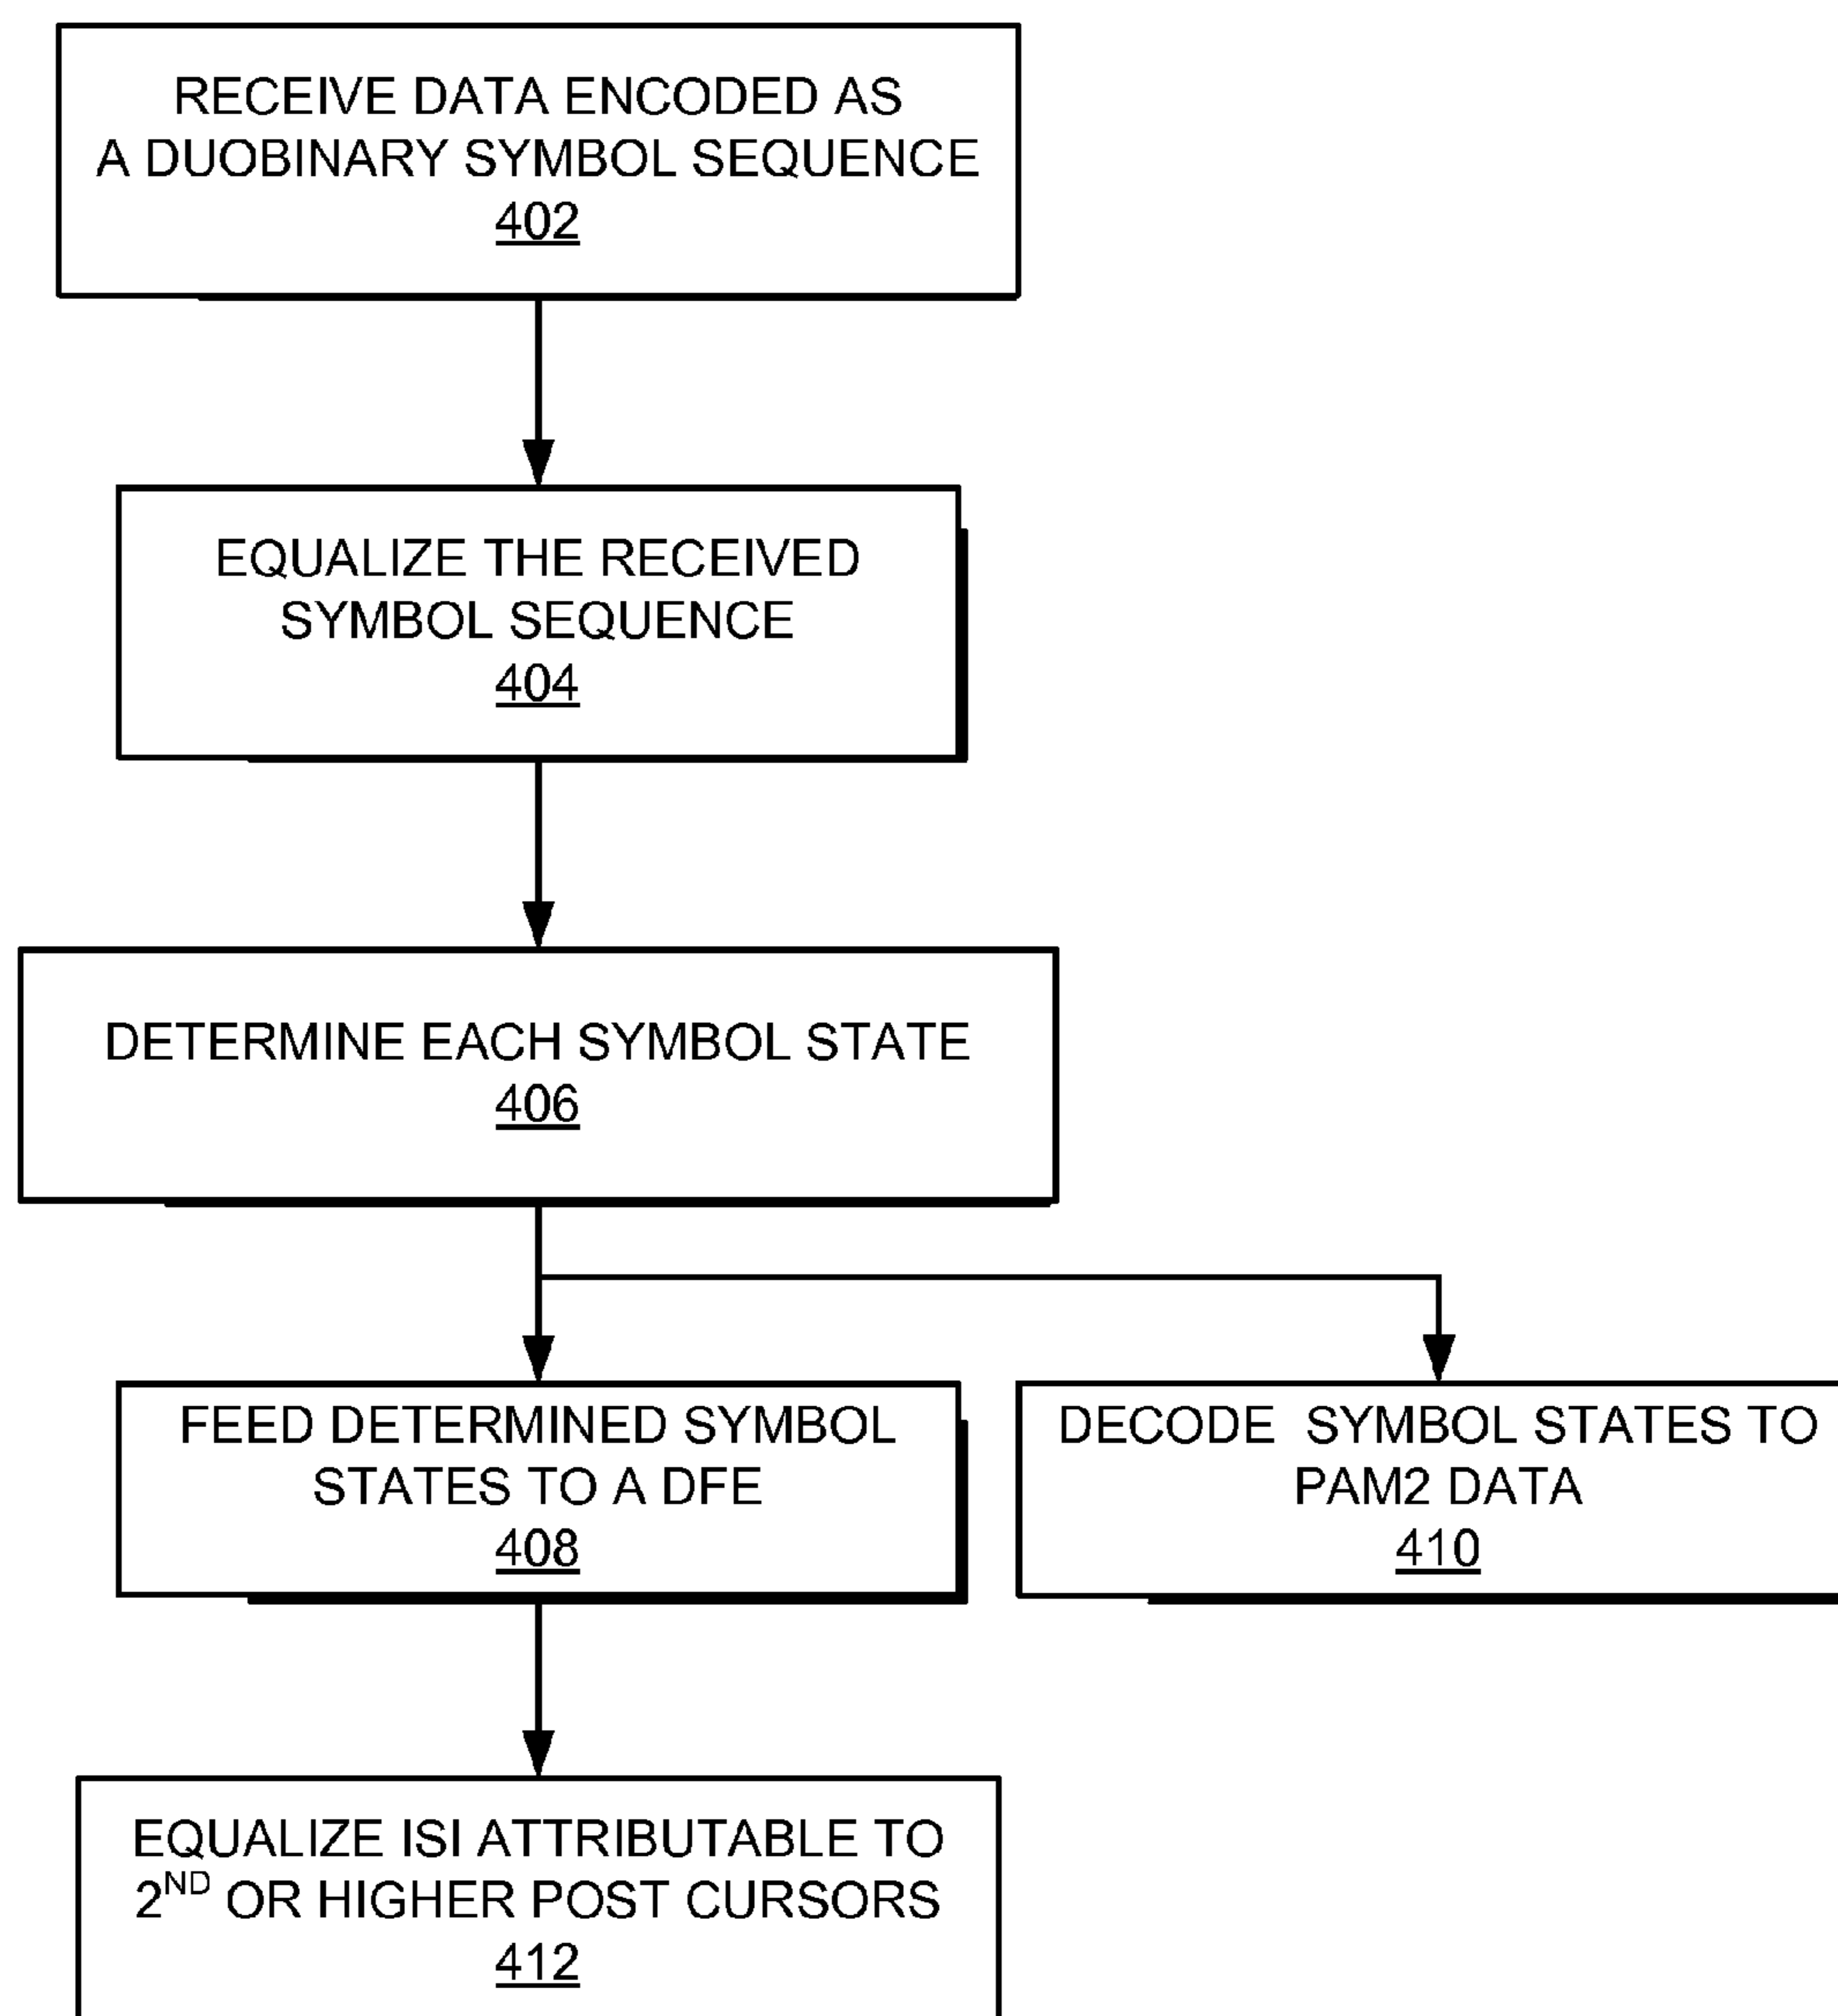 RECEIVE DATA ENCODED AS
A DUOBINARY SYMBOL SEQUENCE
402
EQUALIZE THE RECEIVED
SYMBOL SEQUENCE
404
DETERMINE EACH SYMBOL STATE
406
FEED DETERMINED SYMBOL
STATES TO A DFE
408
DECODE SYMBOL STATES TO
PAM2 DATA
410
EQUALIZE ISI ATTRIBUTABLE TO
2ND OR HIGHER POST CURSORS
412